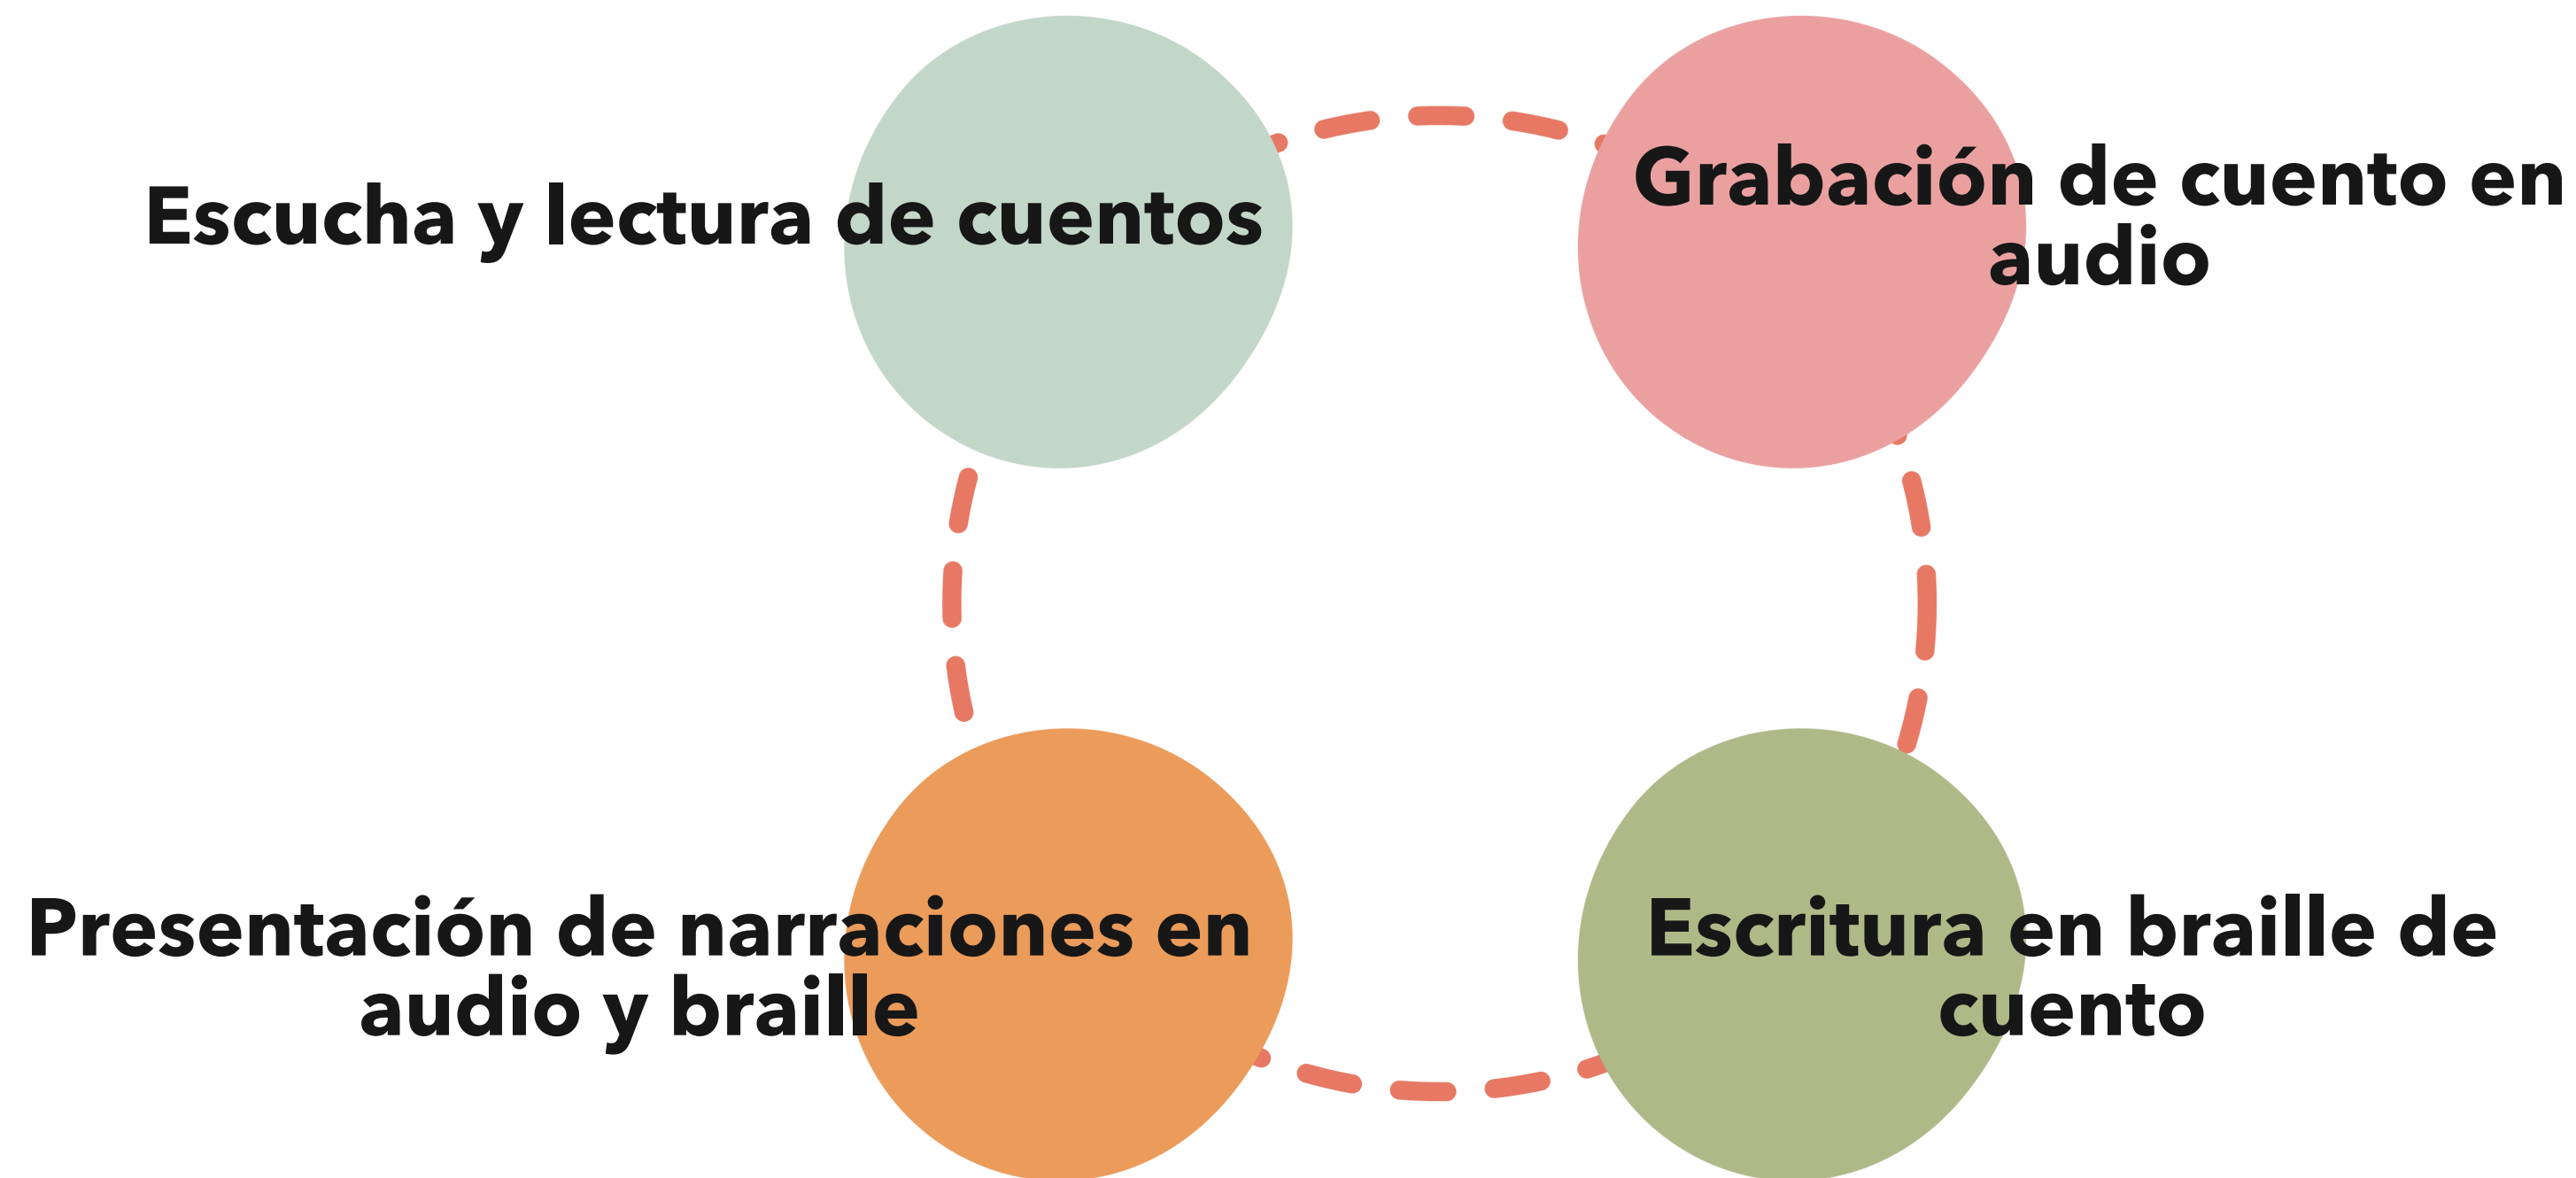 Escucha y lectura de cuentos
Grabación de cuento en
audio
Presentación de narraciones en
audio y braille
Escritura en braille de
cuento